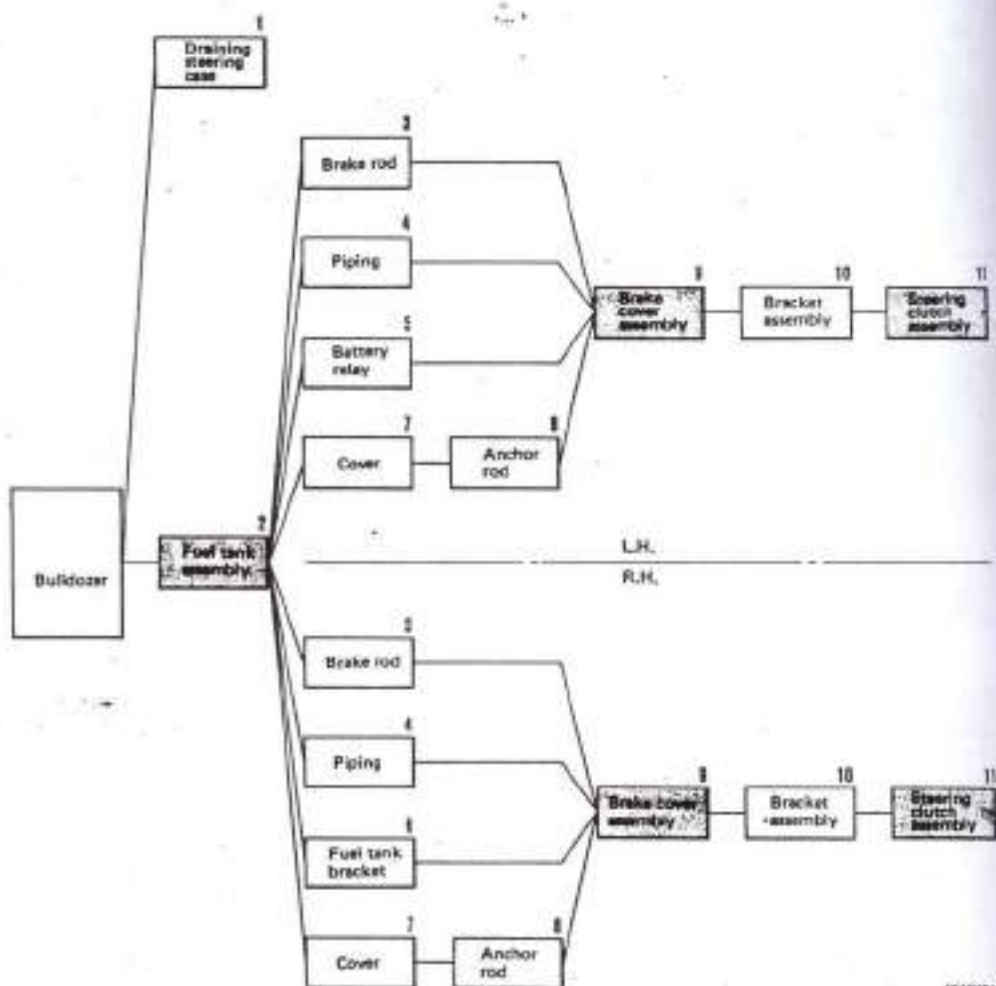 1
Draining
steering
case
3
Brake rod
4
Piping
5
Battery
relay
7
Cover
8
Anchor
rod
9
Brake
cover
assembly
10
Bracket
assembly
11
Steering
clutch
assembly
Bulldozer
2
Fuel tank
assembly
L.H.
R.H.
3
Brake rod
4
Piping
6
Fuel tank
bracket
7
Cover
8
Anchor
rod
9
Brake cover
assembly
10
Bracket
-assembly
11
Steering
clutch
assembly